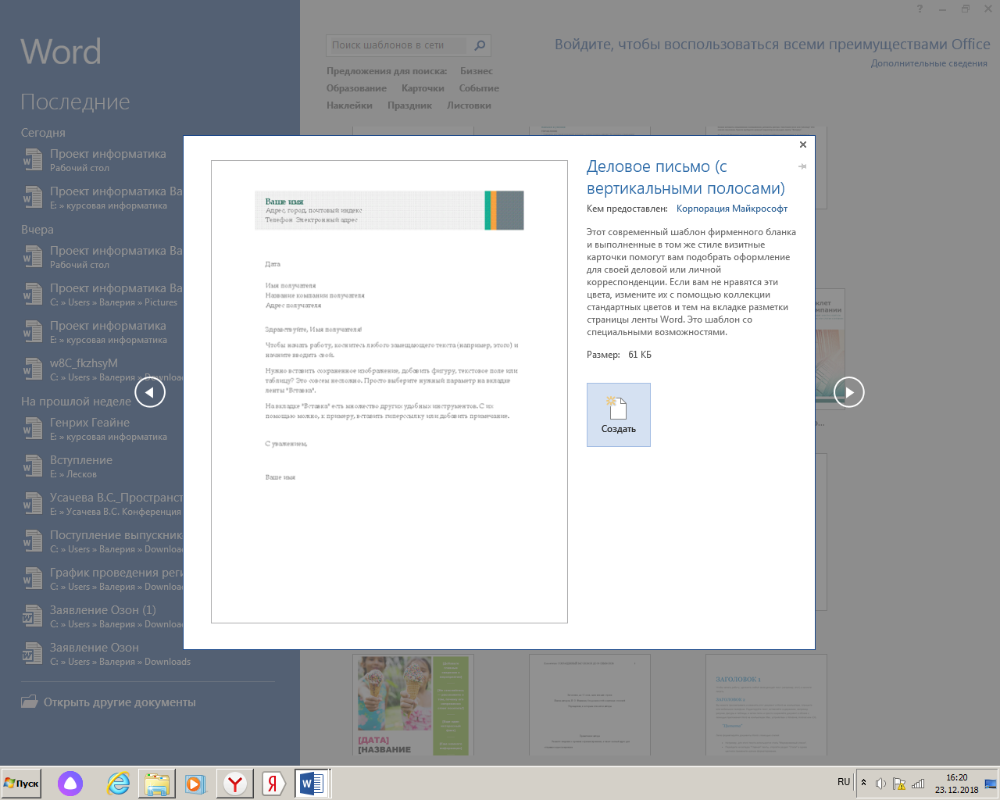 Word
Последние
Сегодня
Проект информатика
Рабочий стол
Проект информатика Ва
E: » курсовая информатика
Вчера
Проект информатика Ва
Рабочий стол
Проект информатика Ва
C: » Users » Валерия » Pictures
Проект информатика
E: » курсовая информатика
w8C_fkzhsyM
C: » Users » Валерия » Downloa
На прошлой неделе
Генрих Геайне
E: » курсовая информатика
Вступление
E: » Лесков
Усачева В.С._Пространст
E: » Усачева В.С. Конференция
Поступление выпускник
C: » Users » Валерия » Downloa
График проведения реги
C: » Users » Валерия » Downloa
Заявление Озон (1)
C: » Users » Валерия » Downloa
Заявление Озон
C: » Users » Валерия » Downloads
Открыть другие документы
?
Поиск шаблонов в сети
Войдите, чтобы воспользоваться всеми преимуществами Office
Дополнительные сведения
Предложения для поиска: Бизнес
Образование Карточки Событие
Наклейки Праздник Листовки
Ваше имя
Адрес, город, почтовый индекс
Телефон Электронный адрес
Дата
Имя получателя
Название компании получателя
Адрес получателя
Здравствуйте, Имя получателя!
Чтобы начать работу, коснитесь любого замещающего текста (например, этого) и
начните вводить свой.
Нужно вставить сохраненное изображение, добавить фигуру, текстовое поле или
таблицу? Это совсем несложно. Просто выберите нужный параметр на вкладке
ленты "Вставка".
На вкладке "Вставка" есть множество других удобных инструментов. С их
помощью можно, к примеру, вставить гиперссылку или добавить примечание.
С уважением,
Ваше имя
Деловое письмо (с
вертикальными полосами)
Кем предоставлен: Корпорация Майкрософт
Этот современный шаблон фирменного бланка
и выполненные в том же стиле визитные
карточки помогут вам подобрать оформление
для своей деловой или личной
корреспонденции. Если вам не нравятся эти
цвета, измените их с помощью коллекции
стандартных цветов и тем на вкладке разметки
страницы ленты Word. Это шаблон со
специальными возможностями.
Размер: 61 КБ
Создать
клет
мпании
[ДАТА]
[НАЗВАНИЕ
ЗАГОЛОВОК 1
Пуск
Я
RU
16:20
23.12.2018